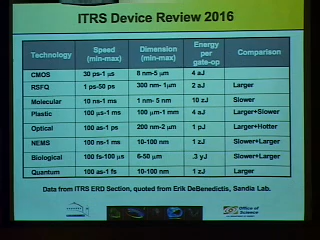 ITRS Device Review 2016
Technology Speed (min-max) Dimension (min-max) Energy per gate-op Comparison
CMOS 30 ps-1 μs 8 nm-5 μm 4 aJ
RSFQ 1 ps-50 ps 300 nm- 1μm 2 aJ Larger
Molecular 10 ns-1 ms 1 nm- 5 nm 10 zJ Slower
Plastic 100 μs-1 ms 100 μm-1 mm 4 aJ Larger+Slower
Optical 100 as-1 ps 200 nm-2 μm 1 pJ Larger+Hotter
NEMS 100 ns-1 ms 10-100 nm 1 zJ Slower+Larger
Biological 100 fs-100 μs 6-50 μm .3 yJ Slower+Larger
Quantum 100 as-1 fs 10-100 nm 1 zJ Larger
Data from ITRS ERD Section, quoted from Erik DeBenedictis, Sandia Lab.
Office of Science